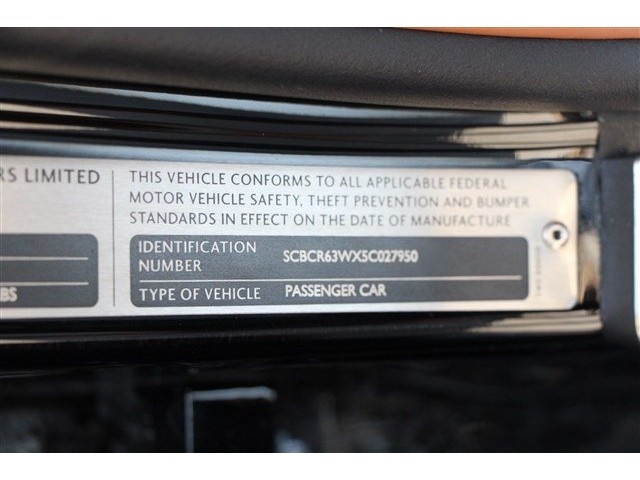 RS LIMITED
BS
THIS VEHICLE CONFORMS TO ALL APPLICABLE FEDERAL
MOTOR VEHICLE SAFETY, THEFT PREVENTION AND BUMPER
STANDARDS IN EFFECT ON THE DATE OF MANUFACTURE
IDENTIFICATION
NUMBER
SCBCR63WX5C027950
TYPE OF VEHICLE PASSENGER CAR